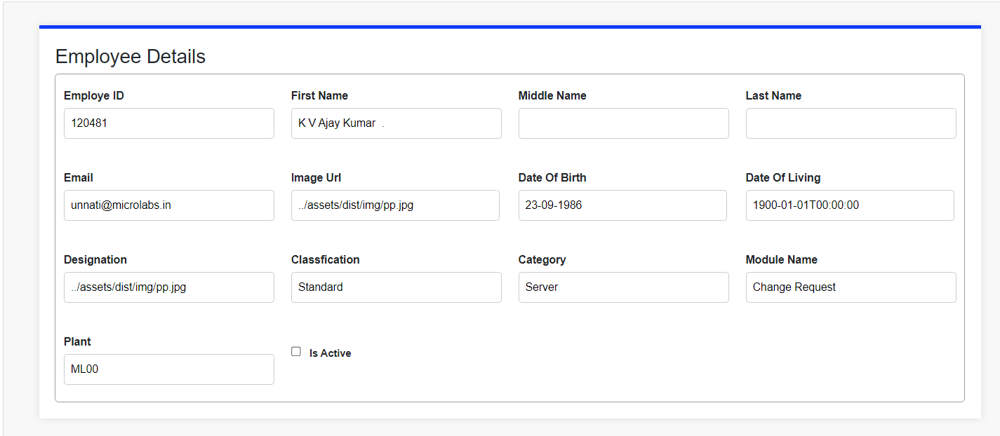 Employee Details
Employe ID First Name Middle Name Last Name
120481 K V Ajay Kumar .
Email Image Url Date Of Birth Date Of Living
unnati@microlabs.in ../assets/dist/img/pp.jpg 23-09-1986 1900-01-01T00:00:00
Designation Classfication Category Module Name
../assets/dist/img/pp.jpg Standard Server Change Request
Plant
Is Active
ML00